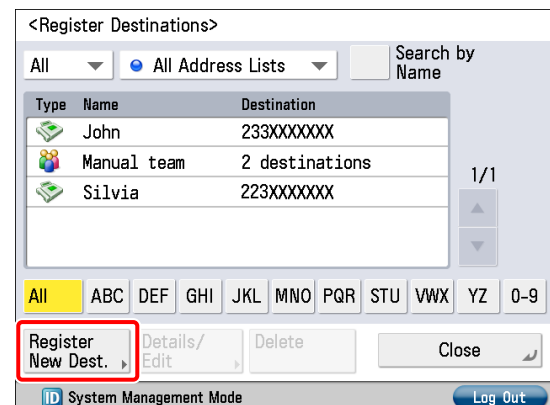 <Register Destinations>
All
All Address Lists
Search by
Name
Type Name Destination
John 233XXXXXXX
Manual team 2 destinations
Silvia 223XXXXXXX
1/1
All ABC DEF GHI JKL MNO PQR STU VWX YZ 0-9
Register
New Dest.
Details/
Edit
Delete
Close
ID System Management Mode
Log Out